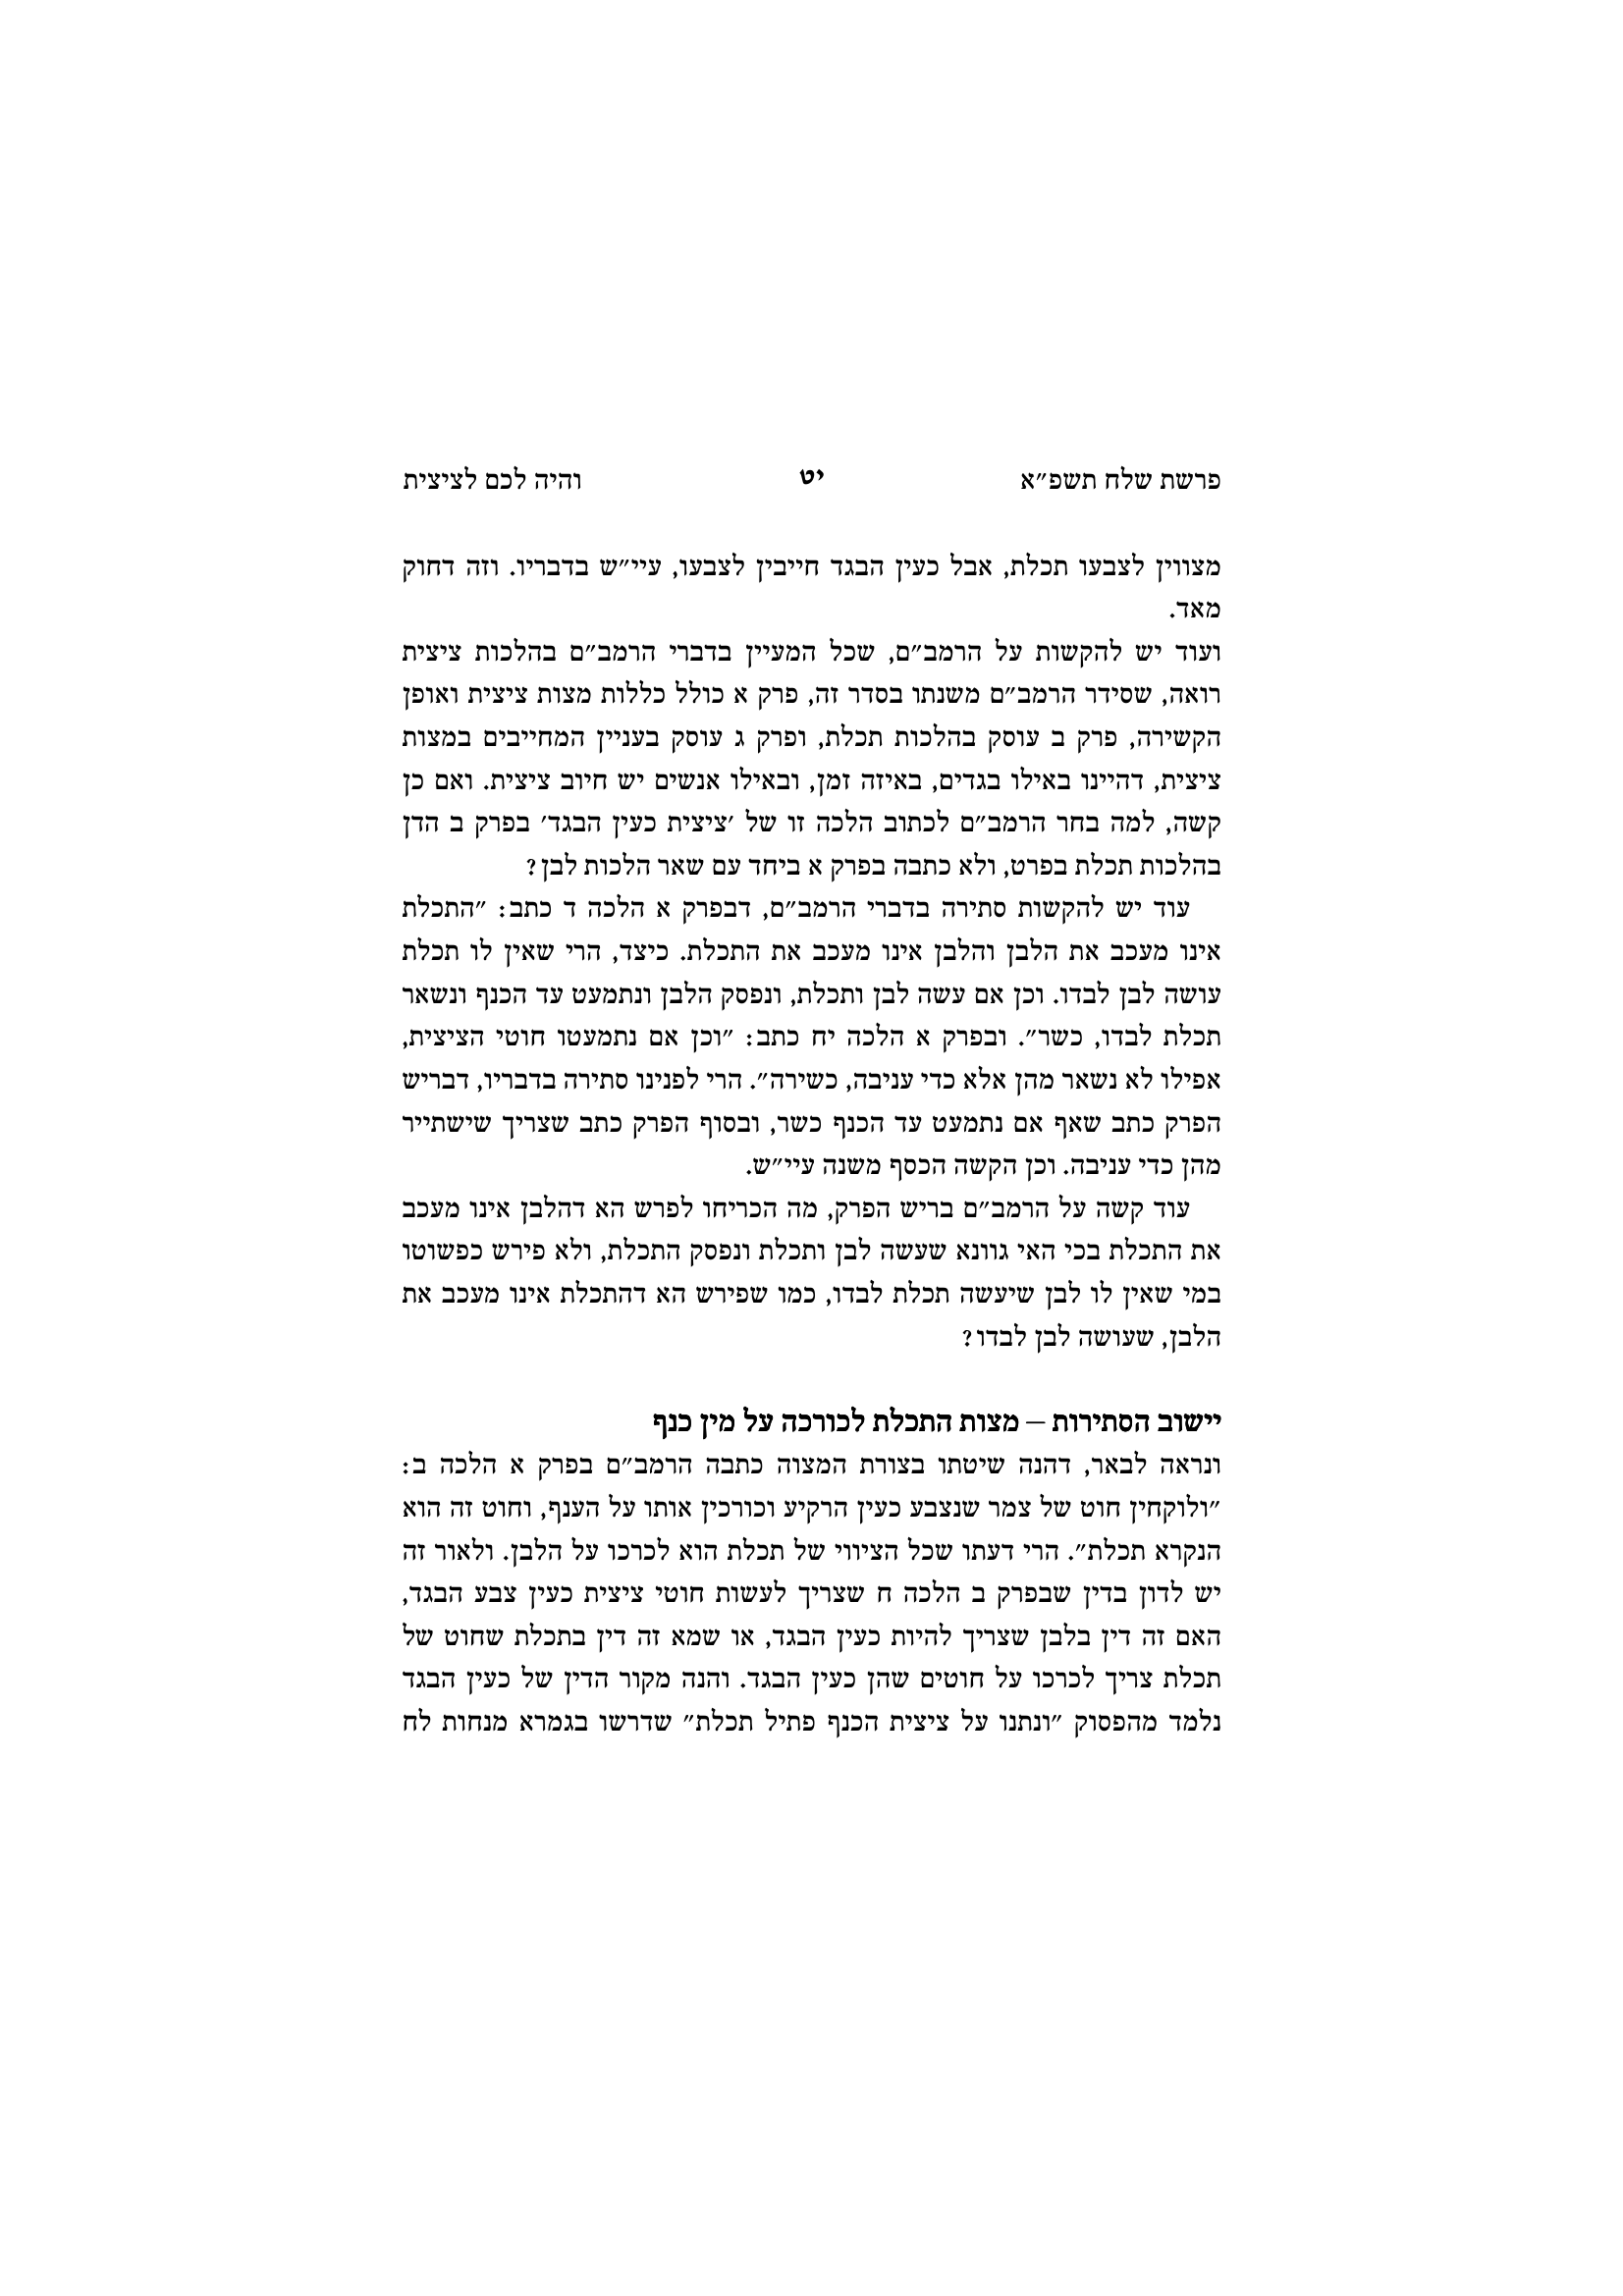 פרשת שלח תשפ״א יט והיה לכם לציצית
מצווין לצבעו תכלת, אבל כעין הבגד חייבין לצבעו, עיי״ש בדבריו. וזה דחוק
מאד.
ועוד יש להקשות על הרמב״ם, שכל המעיין בדברי הרמב״ם בהלכות ציצית
רואה, שסידר הרמב״ם משנתו בסדר זה, פרק א כולל כללות מצות ציצית ואופן
הקשירה, פרק ב עוסק בהלכות תכלת, ופרק ג עוסק בעניין המחייבים במצות
ציצית, דהיינו באילו בגדים, באיזה זמן, ובאילו אנשים יש חיוב ציצית. ואם כן
קשה, למה בחר הרמב״ם לכתוב הלכה זו של ׳ציצית כעין הבגד׳ בפרק ב הדן
בהלכות תכלת בפרט, ולא כתבה בפרק א ביחד עם שאר הלכות לבן?
עוד יש להקשות סתירה בדברי הרמב״ם, דבפרק א הלכה ד כתב: ״התכלת
אינו מעכב את הלבן והלבן אינו מעכב את התכלת. כיצד, הרי שאין לו תכלת
עושה לבן לבדו. וכן אם עשה לבן ותכלת, ונפסק הלבן ונתמעט עד הכנף ונשאר
תכלת לבדו, כשר״. ובפרק א הלכה יח כתב: ״וכן אם נתמעטו חוטי הציצית,
אפילו לא נשאר מהן אלא כדי עניבה, כשירה״. הרי לפנינו סתירה בדבריו, דבריש
הפרק כתב שאף אם נתמעט עד הכנף כשר, ובסוף הפרק כתב שצריך שישתייר
מהן כדי עניבה. וכן הקשה הכסף משנה עיי״ש.
עוד קשה על הרמב״ם בריש הפרק, מה הכריחו לפרש הא דהלבן אינו מעכב
את התכלת בכי האי גוונא שעשה לבן ותכלת ונפסק התכלת, ולא פירש כפשוטו
במי שאין לו לבן שיעשה תכלת לבדו, כמו שפירש הא דהתכלת אינו מעכב את
הלבן, שעושה לבן לבדו?
יישוב הסתירות – מצות התכלת לכורכה על מין כנף
ונראה לבאר, דהנה שיטתו בצורת המצוה כתבה הרמב״ם בפרק א הלכה ב:
״ולוקחין חוט של צמר שנצבע כעין הרקיע וכורכין אותו על הענף, וחוט זה הוא
הנקרא תכלת״. הרי דעתו שכל הציווי של תכלת הוא לכרכו על הלבן. ולאור זה
יש לדון בדין שבפרק ב הלכה ח שצריך לעשות חוטי ציצית כעין צבע הבגד,
האם זה דין בלבן שצריך להיות כעין הבגד, או שמא זה דין בתכלת שחוט של
תכלת צריך לכרכו על חוטים שהן כעין הבגד. והנה מקור הדין של כעין הבגד
נלמד מהפסוק ״ונתנו על ציצית הכנף פתיל תכלת״ שדרשו בגמרא מנחות לח